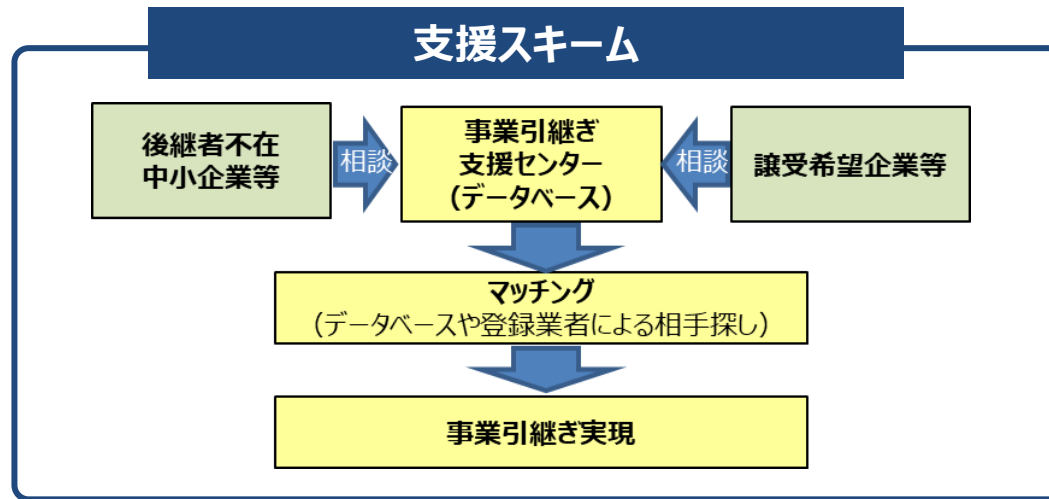 支援スキーム
後継者不在
中小企業等
相談
事業引継ぎ
支援センター
(データベース)
相談
譲受希望企業等
マッチング
(データベースや登録業者による相手探し)
事業引継ぎ実現